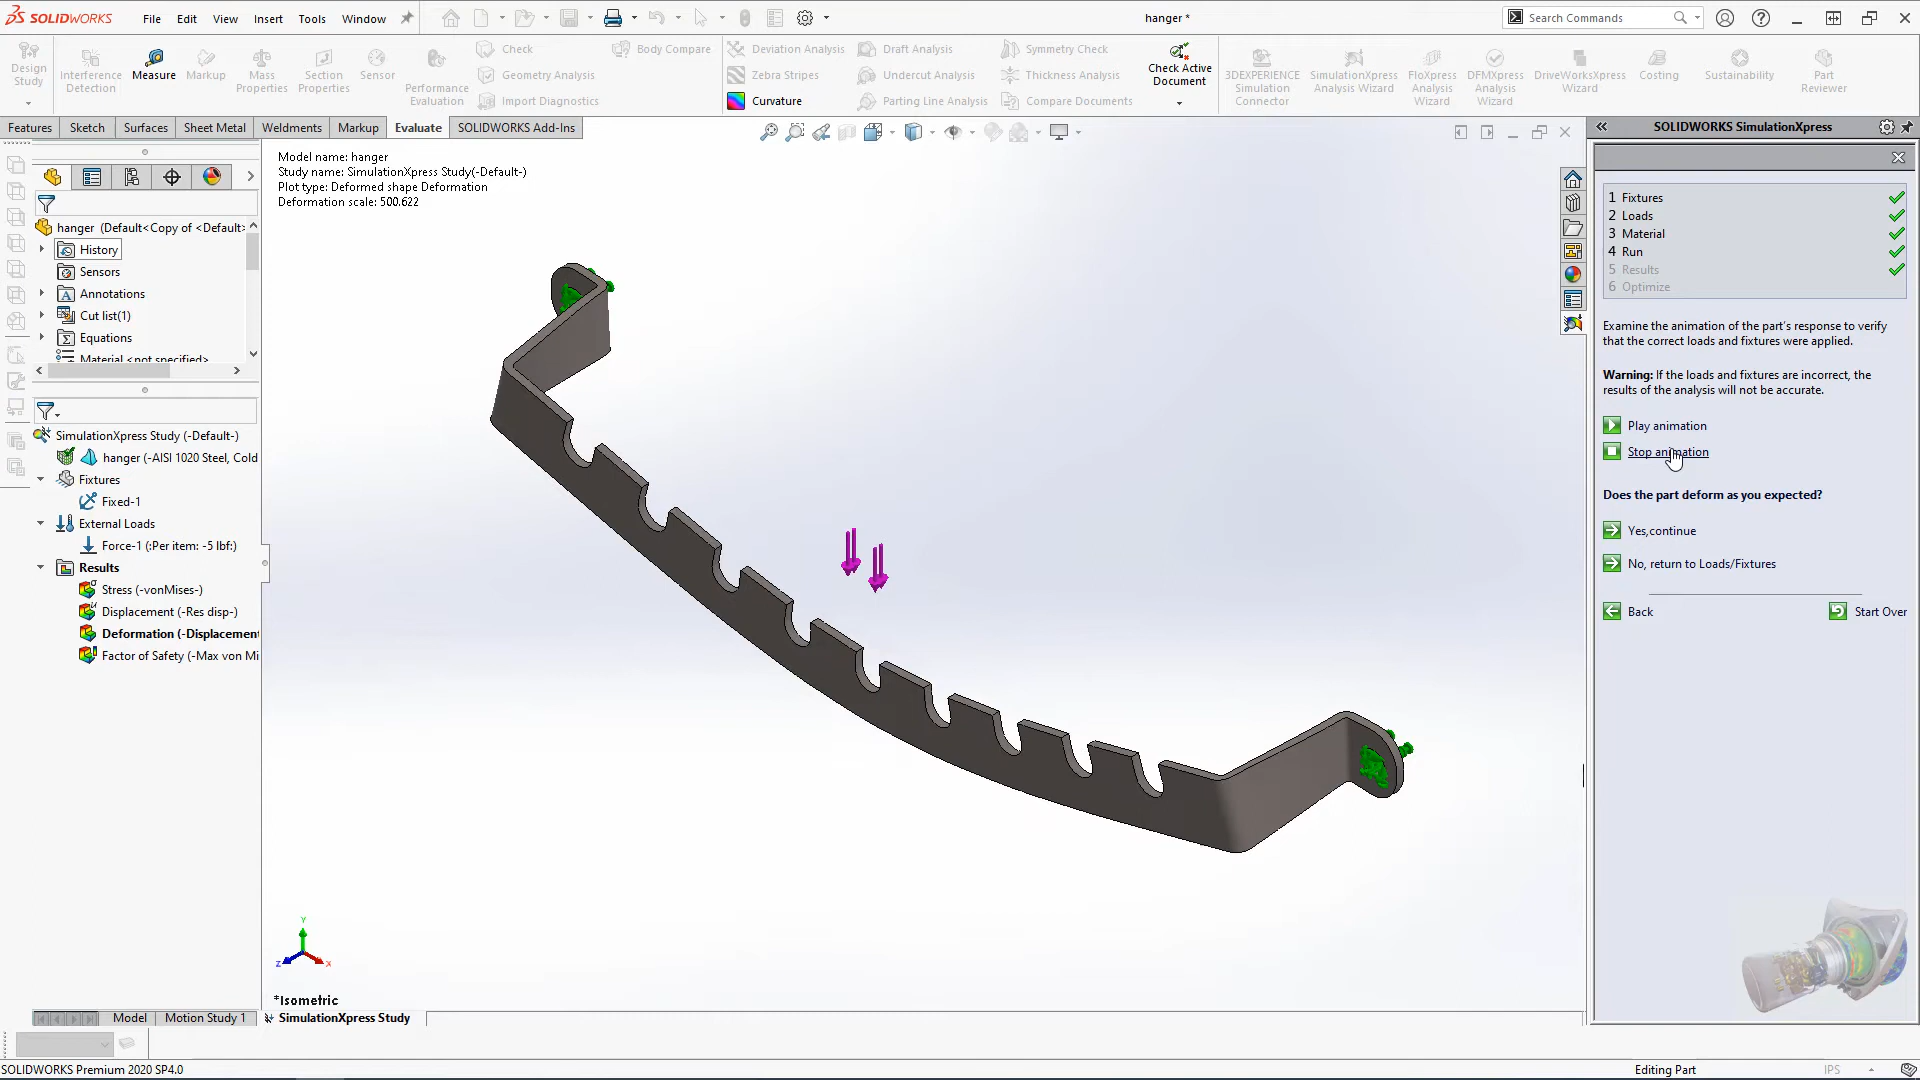 SOLIDWORKS File Edit View Insert Tools Window hanger * Search Commands
Design Study
Interference Detection
Measure
Markup
Mass Properties
Section Properties
Sensor
Performance Evaluation
Check
Geometry Analysis
Import Diagnostics
Body Compare
Deviation Analysis
Zebra Stripes
Curvature
Draft Analysis
Undercut Analysis
Parting Line Analysis
Symmetry Check
Thickness Analysis
Compare Documents
Check Active Document
3DEXPERIENCE Simulation Connector
SimulationXpress Analysis Wizard
FloXpress Analysis Wizard
DFMXpress Analysis Wizard
DriveWorksXpress Wizard
Costing
Sustainability
Part Reviewer
Features Sketch Surfaces Sheet Metal Weldments Markup Evaluate SOLIDWORKS Add-Ins
hanger (Default<Copy of <Default>
History
Sensors
Annotations
Cut list(1)
Equations
Material <not specified>
SimulationXpress Study (-Default-)
hanger (-AISI 1020 Steel, Cold
Fixtures
Fixed-1
External Loads
Force-1 (:Per item: -5 lbf:)
Results
Stress (-vonMises-)
Displacement (-Res disp-)
Deformation (-Displacement
Factor of Safety (-Max von Mi
Model name: hanger
Study name: SimulationXpress Study(-Default-)
Plot type: Deformed shape Deformation
Deformation scale: 500.622
Y
Z
X
*Isometric
SOLIDWORKS SimulationXpress
1 Fixtures
2 Loads
3 Material
4 Run
5 Results
6 Optimize
Examine the animation of the part's response to verify
that the correct loads and fixtures were applied.
Warning: If the loads and fixtures are incorrect, the
results of the analysis will not be accurate.
Play animation
Stop animation
Does the part deform as you expected?
Yes,continue
No, return to Loads/Fixtures
Back Start Over
Model Motion Study 1 SimulationXpress Study
SOLIDWORKS Premium 2020 SP4.0 Editing Part IPS